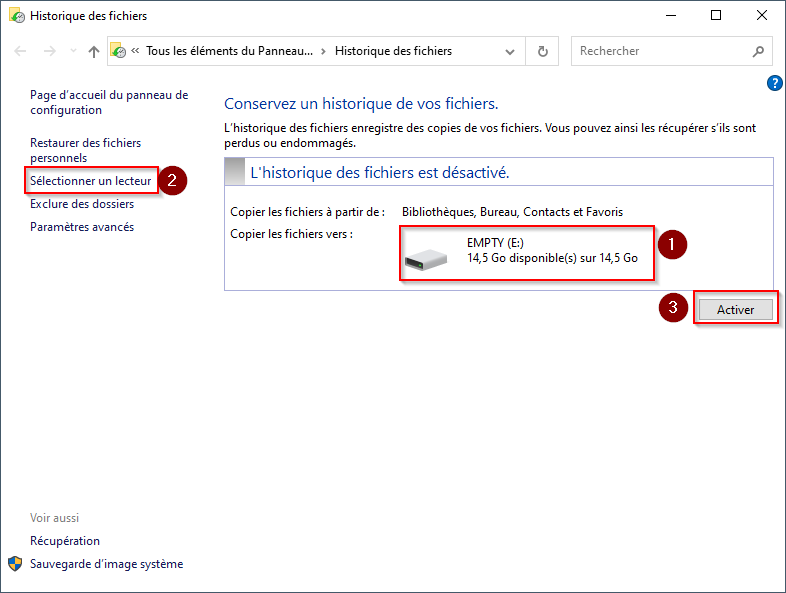 Historique des fichiers
« Tous les éléments du Panneau... › Historique des fichiers
Rechercher
?
Page d'accueil du panneau de
configuration
Restaurer des fichiers
personnels
Sélectionner un lecteur
2
Exclure des dossiers
Paramètres avancés
Conservez un historique de vos fichiers.
L'historique des fichiers enregistre des copies de vos fichiers. Vous pouvez ainsi les récupérer s'ils sont
perdus ou endommagés.
L'historique des fichiers est désactivé.
Copier les fichiers à partir de : Bibliothèques, Bureau, Contacts et Favoris
Copier les fichiers vers :
EMPTY (E:)
14,5 Go disponible(s) sur 14,5 Go
1
3
Activer
Voir aussi
Récupération
Sauvegarde d'image système